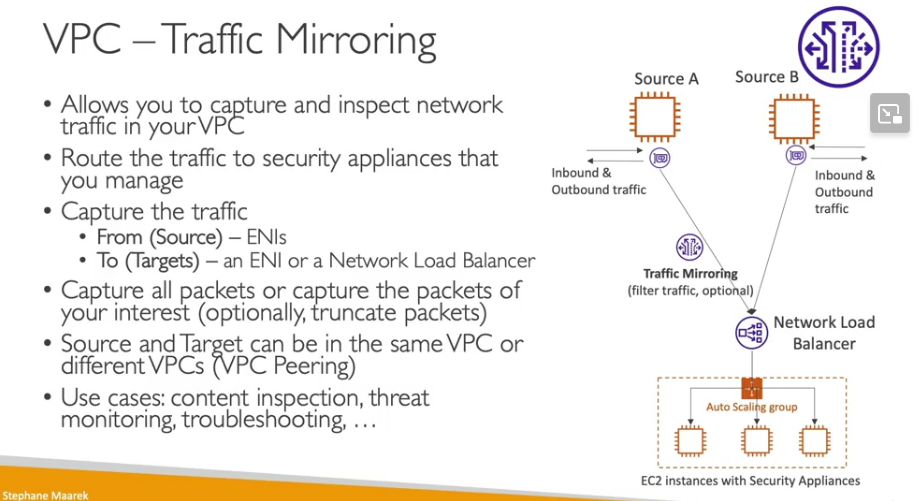 VPC – Traffic Mirroring
• Allows you to capture and inspect network
traffic in your VPC
• Route the traffic to security appliances that
you manage
• Capture the traffic
• From (Source) – ENIs
• To (Targets) – an ENI or a Network Load Balancer
• Capture all packets or capture the packets of
your interest (optionally, truncate packets)
• Source and Target can be in the same VPC or
different VPCs (VPC Peering)
• Use cases: content inspection, threat
monitoring, troubleshooting, …
Source A
Source B
Inbound &
Outbound traffic
Inbound &
Outbound
traffic
Traffic Mirroring
(filter traffic, optional)
Network Load
Balancer
Auto Scaling group
EC2 instances with Security Appliances
Stephane Maarek